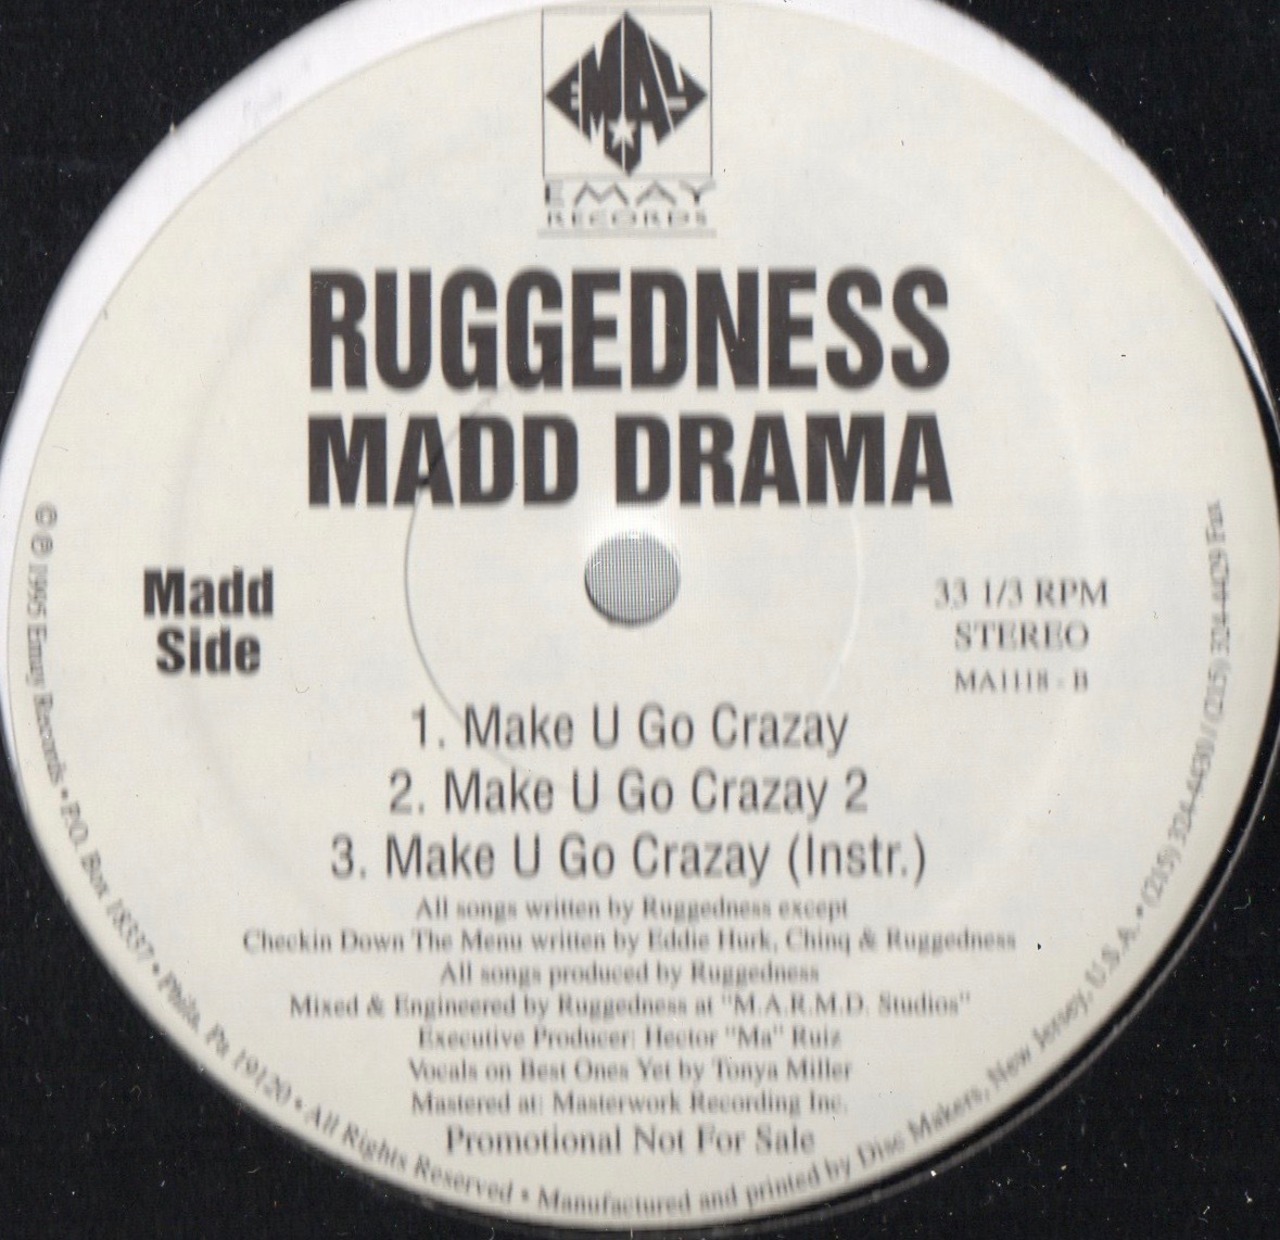 EMAY
EMAY
RECORDS
RUGGEDNESS
MADD DRAMA
Madd
Side
33 1/3 RPM
STEREO
MA1118 - B
1. Make U Go Crazay
2. Make U Go Crazay 2
3. Make U Go Crazay (Instr.)
All songs written by Ruggedness except
Checkin Down The Menu written by Eddie Hurk, Chinq & Ruggedness
All songs produced by Ruggedness
Mixed & Engineered by Ruggedness at "M.A.R.M.D. Studios"
Executive Producer: Hector "Ma" Ruiz
Vocals on Best Ones Yet by Tonya Miller
Mastered at: Masterwork Recording Inc.
Promotional Not For Sale
© ℗ 1995 Emay Records • P.O. Box 18337 • Phila. Pa 19120 • All Rights Reserved • Manufactured and printed by Disc Makers, New Jersey, U.S.A. • (215) 324-4439 / (215) 324-4429 Fax